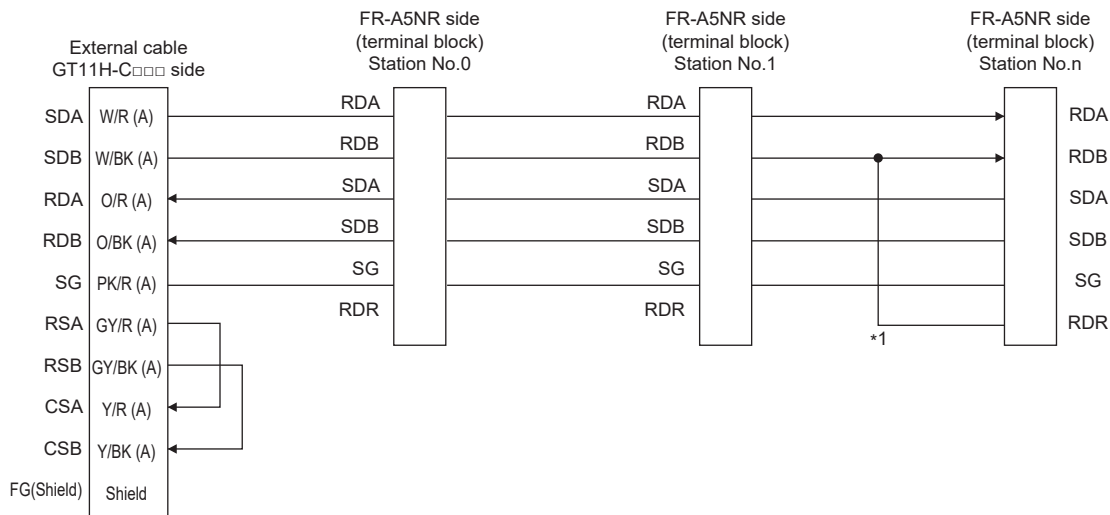 External cable
GT11H-C□□□ side
FR-A5NR side
(terminal block)
Station No.0
FR-A5NR side
(terminal block)
Station No.1
FR-A5NR side
(terminal block)
Station No.n
SDA W/R (A) RDA RDA RDA
SDB W/BK (A) RDB RDB RDB
RDA O/R (A) SDA SDA SDA
RDB O/BK (A) SDB SDB SDB
SG PK/R (A) SG SG SG
RSA GY/R (A) RDR RDR RDR
*1
RSB GY/BK (A)
CSA Y/R (A)
CSB Y/BK (A)
FG(Shield) Shield